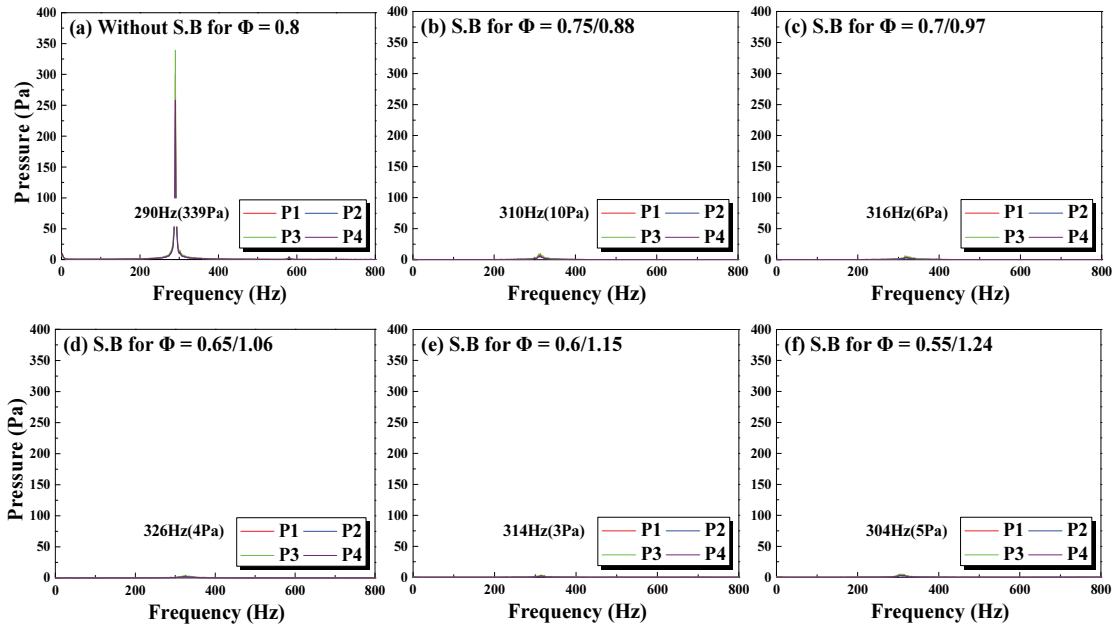 (a) Without S.B for Φ = 0.8
400
350
300
250
200
150
100
50
0
Pressure (Pa)
290Hz(339Pa)
P1 P2
P3 P4
0 200 400 600 800
Frequency (Hz)
(b) S.B for Φ = 0.75/0.88
400
350
300
250
200
150
100
50
0
310Hz(10Pa)
P1 P2
P3 P4
0 200 400 600 800
Frequency (Hz)
(c) S.B for Φ = 0.7/0.97
400
350
300
250
200
150
100
50
0
316Hz(6Pa)
P1 P2
P3 P4
0 200 400 600 800
Frequency (Hz)
(d) S.B for Φ = 0.65/1.06
400
350
300
250
200
150
100
50
0
Pressure (Pa)
326Hz(4Pa)
P1 P2
P3 P4
0 200 400 600 800
Frequency (Hz)
(e) S.B for Φ = 0.6/1.15
400
350
300
250
200
150
100
50
0
314Hz(3Pa)
P1 P2
P3 P4
0 200 400 600 800
Frequency (Hz)
(f) S.B for Φ = 0.55/1.24
400
350
300
250
200
150
100
50
0
304Hz(5Pa)
P1 P2
P3 P4
0 200 400 600 800
Frequency (Hz)